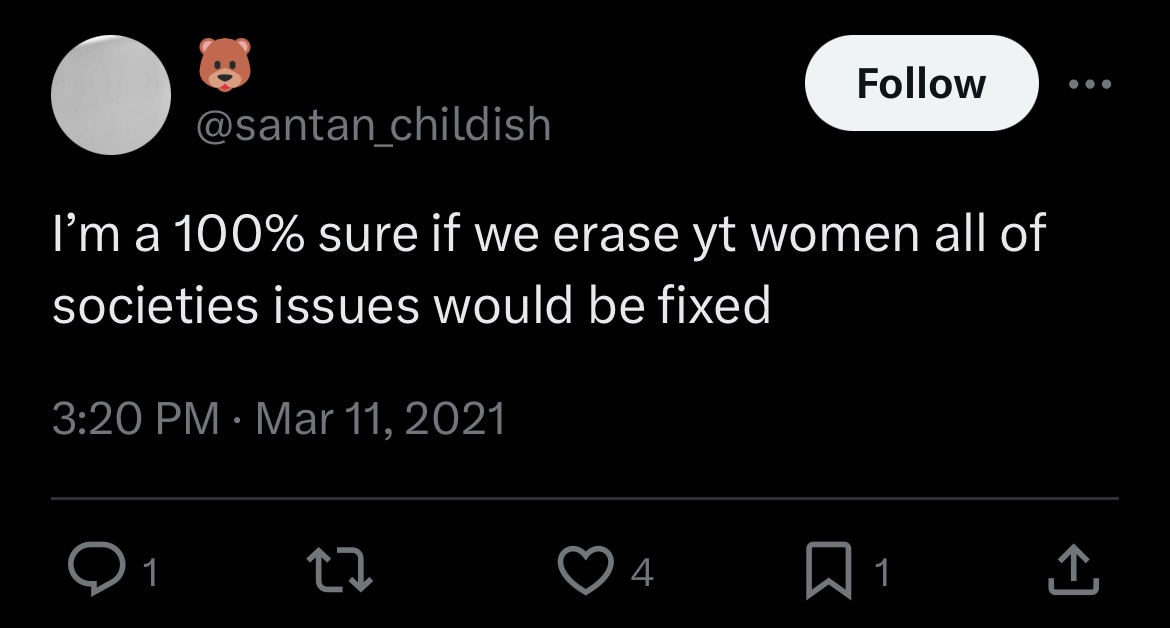 🐻
Follow
@santan_childish
I’m a 100% sure if we erase yt women all of
societies issues would be fixed
3:20 PM · Mar 11, 2021
1
4
1